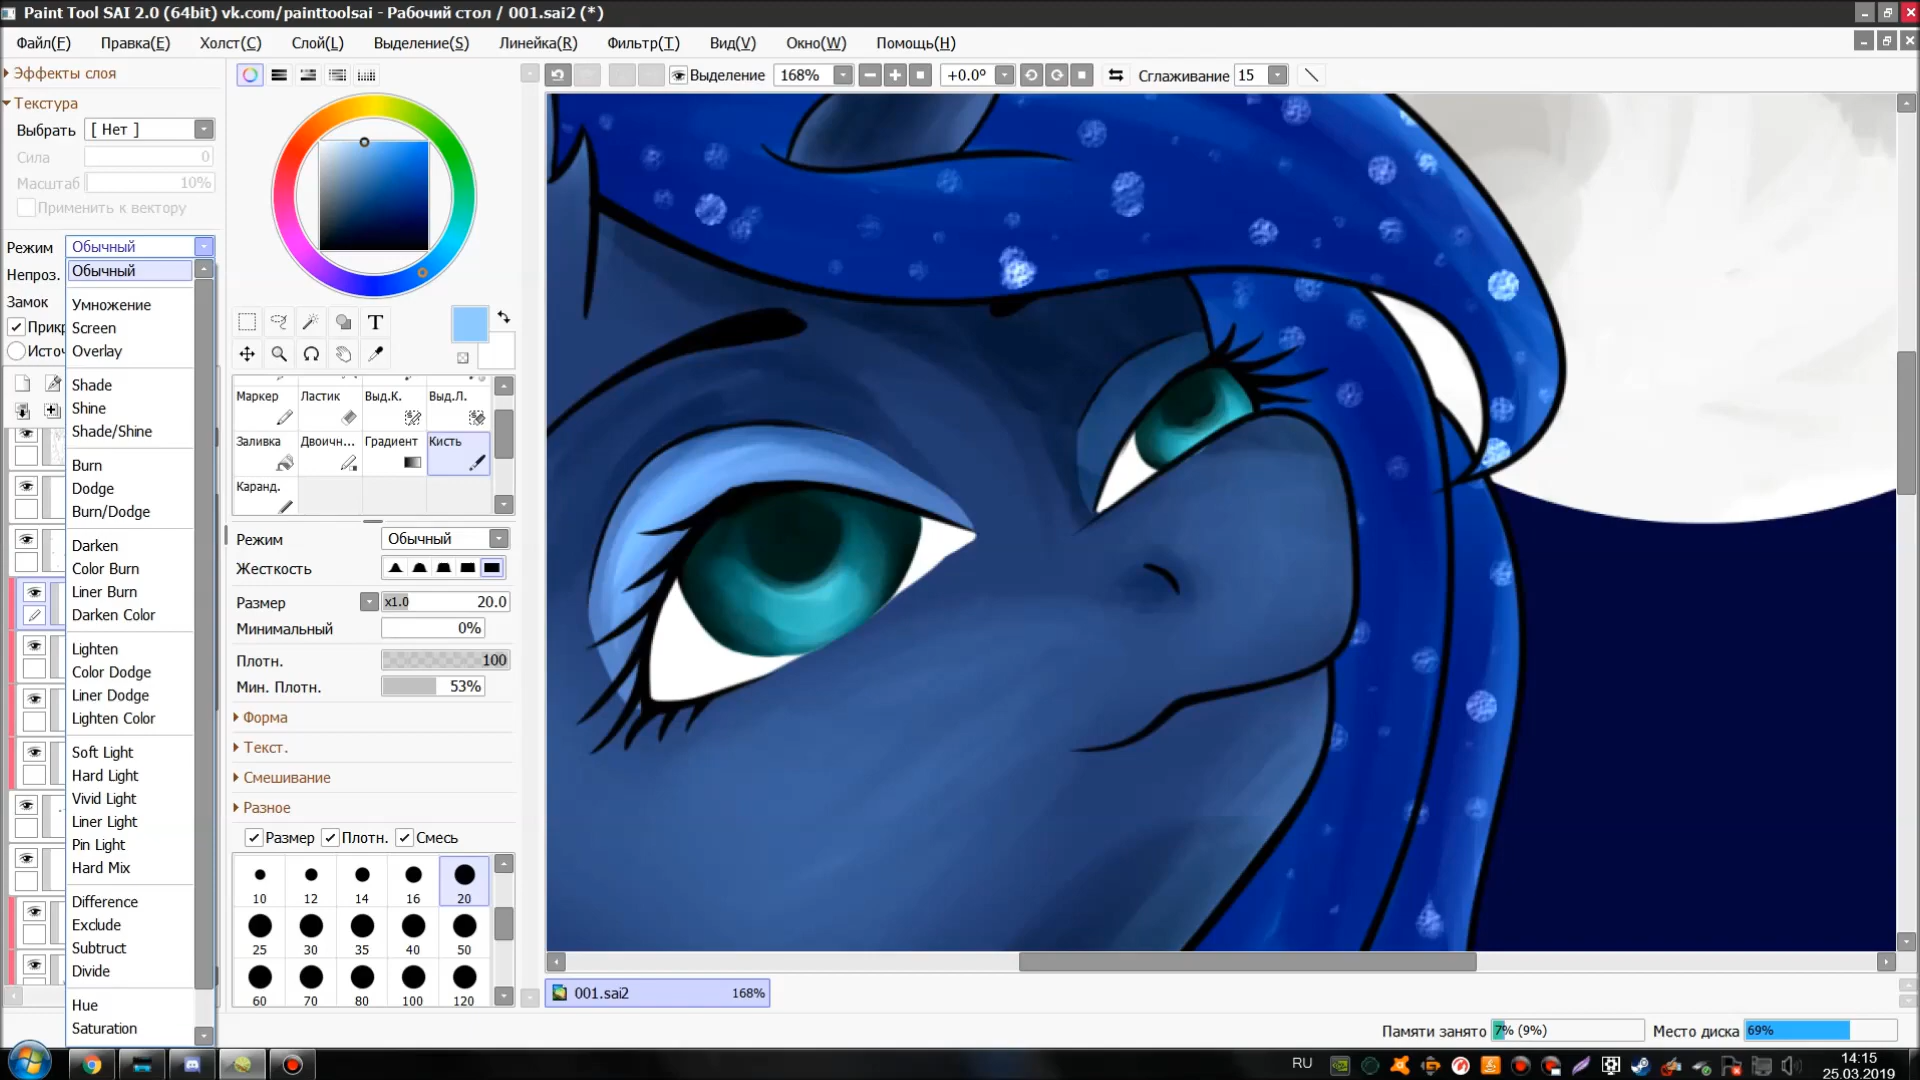 Paint Tool SAI 2.0 (64bit) vk.com/painttoolsai - Рабочий стол / 001.sai2 (*)
Файл(F) Правка(E) Холст(C) Слой(L) Выделение(S) Линейка(R) Фильтр(T) Вид(V) Окно(W) Помощь(H)
Эффекты слоя
Текстура
Выбрать [ Нет ]
Сила 0
Масштаб 10%
Применить к вектору
Режим Обычный
Непроз.
Замок
Прикр
Источ
Обычный
Умножение
Screen
Overlay
Shade
Shine
Shade/Shine
Burn
Dodge
Burn/Dodge
Darken
Color Burn
Liner Burn
Darken Color
Lighten
Color Dodge
Liner Dodge
Lighten Color
Soft Light
Hard Light
Vivid Light
Liner Light
Pin Light
Hard Mix
Difference
Exclude
Subtruct
Divide
Hue
Saturation
Выделение 168% +0.0° Сглаживание 15
T
Маркер Ластик Выд.К. Выд.Л.
Заливка Двоичн... Градиент Кисть
Каранд.
Режим Обычный
Жесткость
Размер x1.0 20.0
Минимальный 0%
Плотн. 100
Мин. Плотн. 53%
Форма
Текст.
Смешивание
Разное
Размер Плотн. Смесь
10 12 14 16 20
25 30 35 40 50
60 70 80 100 120
001.sai2 168%
Памяти занято 7% (9%) Место диска 69%
RU
14:15
25.03.2019